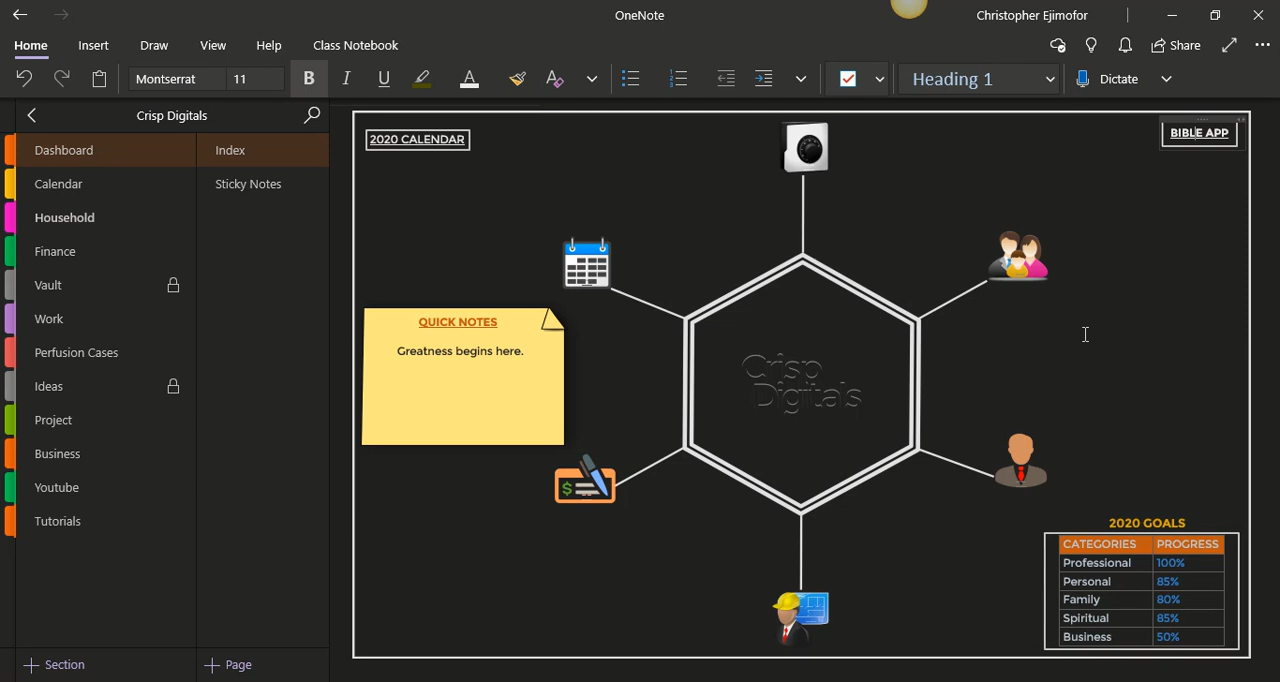 OneNote
Christopher Ejimofor
Home
Insert
Draw
View
Help
Class Notebook
Share
Montserrat
11
B
I
U
A
A
Heading 1
Dictate
Crisp Digitals
Dashboard
Calendar
Household
Finance
Vault
Work
Perfusion Cases
Ideas
Project
Business
Youtube
Tutorials
Section
Index
Sticky Notes
Page
2020 CALENDAR
BIBLE APP
QUICK NOTES
Greatness begins here.
Crisp
Digitals
2020 GOALS
CATEGORIES PROGRESS
Professional 100%
Personal 85%
Family 80%
Spiritual 85%
Business 50%